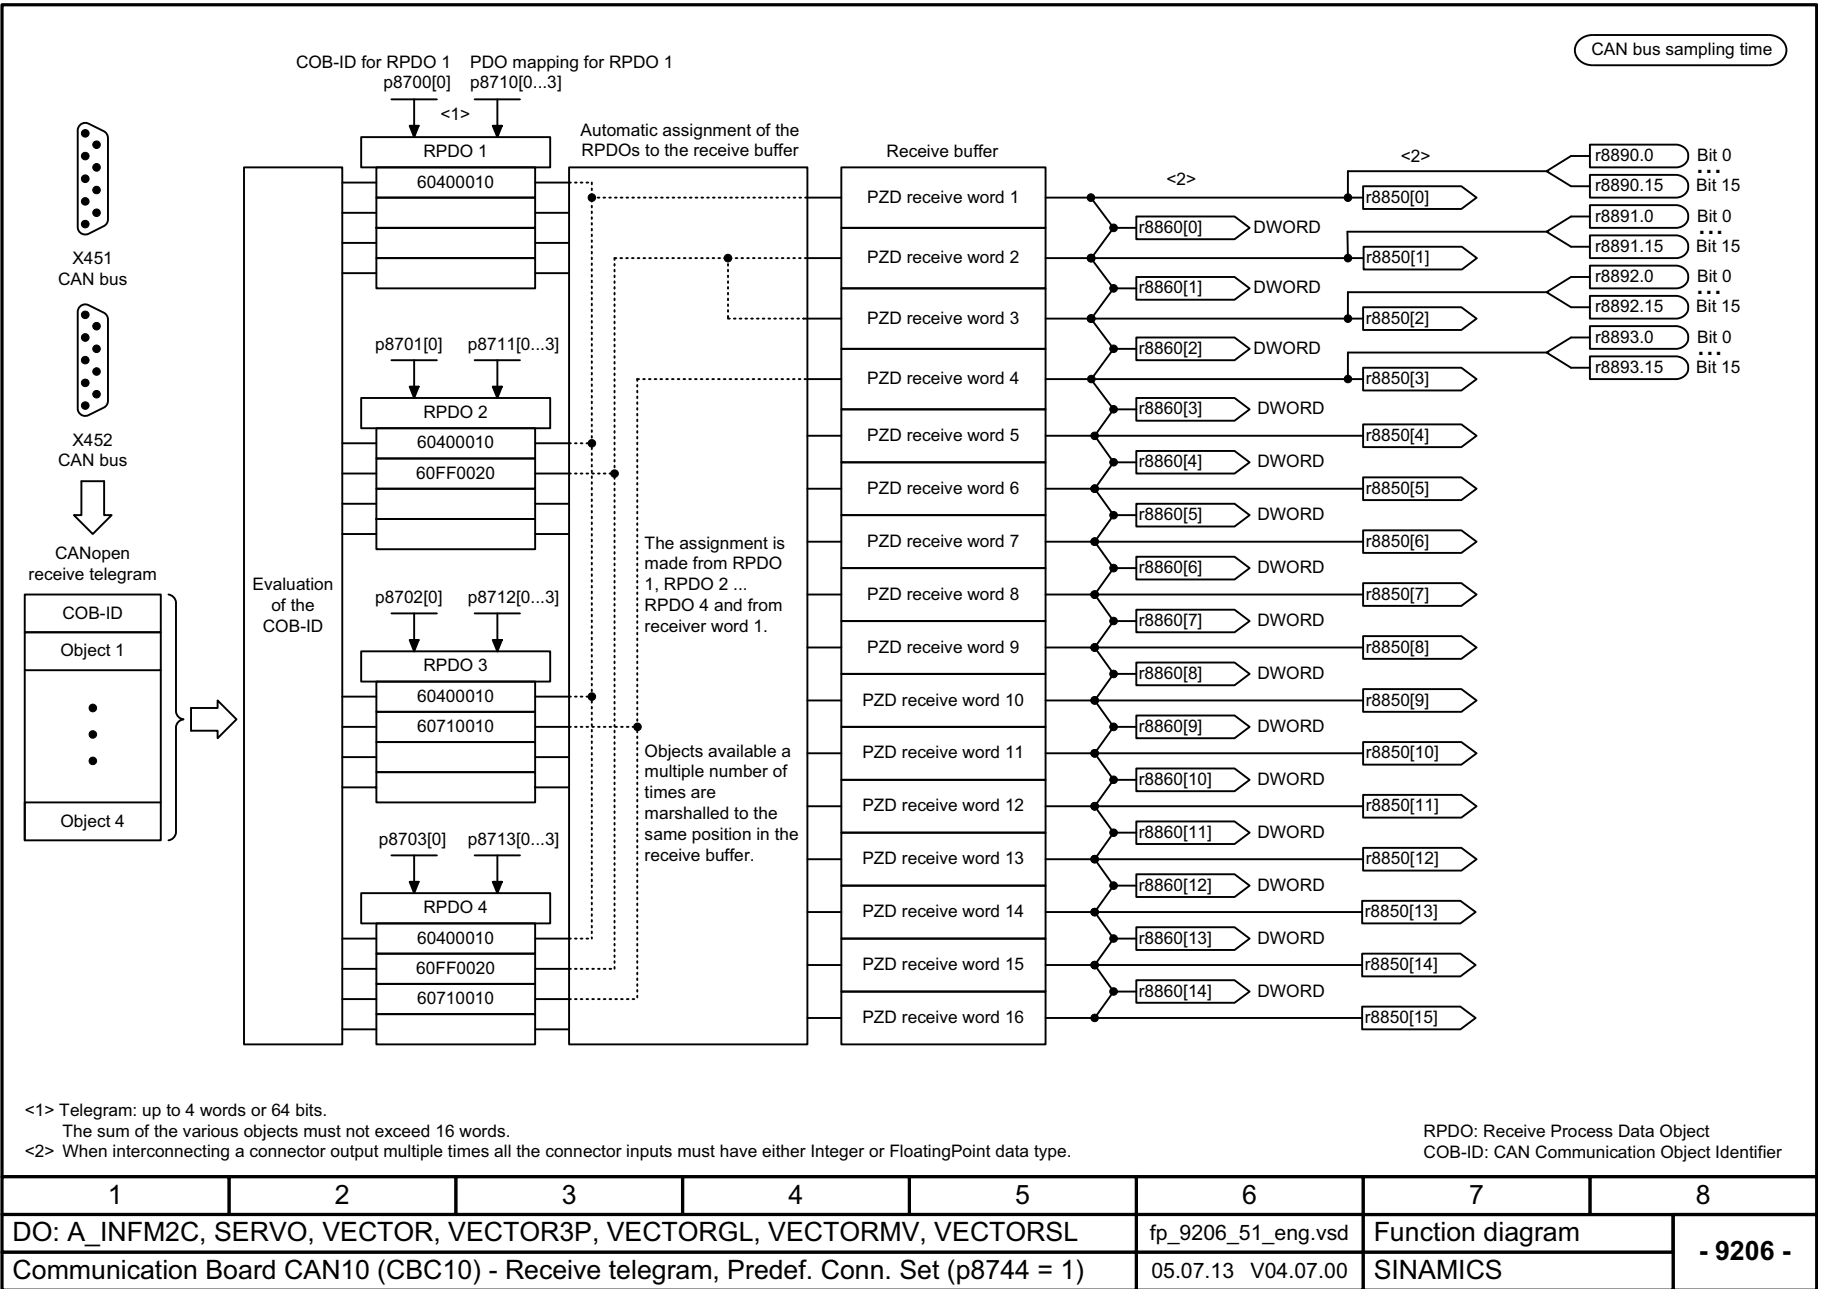 CAN bus sampling time
COB-ID for RPDO 1
p8700[0]
PDO mapping for RPDO 1
p8710[0...3]
<1>
RPDO 1
60400010
X451
CAN bus
X452
CAN bus
CANopen
receive telegram
COB-ID
Object 1
Object 4
Evaluation
of the
COB-ID
p8701[0]
p8711[0...3]
RPDO 2
60400010
60FF0020
p8702[0]
p8712[0...3]
RPDO 3
60400010
60710010
p8703[0]
p8713[0...3]
RPDO 4
60400010
60FF0020
60710010
Automatic assignment of the
RPDOs to the receive buffer
The assignment is
made from RPDO
1, RPDO 2 ...
RPDO 4 and from
receiver word 1.
Objects available a
multiple number of
times are
marshalled to the
same position in the
receive buffer.
Receive buffer
PZD receive word 1
PZD receive word 2
PZD receive word 3
PZD receive word 4
PZD receive word 5
PZD receive word 6
PZD receive word 7
PZD receive word 8
PZD receive word 9
PZD receive word 10
PZD receive word 11
PZD receive word 12
PZD receive word 13
PZD receive word 14
PZD receive word 15
PZD receive word 16
<2>
r8860[0] DWORD
r8860[1] DWORD
r8860[2] DWORD
r8860[3] DWORD
r8860[4] DWORD
r8860[5] DWORD
r8860[6] DWORD
r8860[7] DWORD
r8860[8] DWORD
r8860[9] DWORD
r8860[10] DWORD
r8860[11] DWORD
r8860[12] DWORD
r8860[13] DWORD
r8860[14] DWORD
<2>
r8850[0]
r8850[1]
r8850[2]
r8850[3]
r8850[4]
r8850[5]
r8850[6]
r8850[7]
r8850[8]
r8850[9]
r8850[10]
r8850[11]
r8850[12]
r8850[13]
r8850[14]
r8850[15]
r8890.0 Bit 0
...
r8890.15 Bit 15
r8891.0 Bit 0
...
r8891.15 Bit 15
r8892.0 Bit 0
...
r8892.15 Bit 15
r8893.0 Bit 0
...
r8893.15 Bit 15
<1> Telegram: up to 4 words or 64 bits.
The sum of the various objects must not exceed 16 words.
<2> When interconnecting a connector output multiple times all the connector inputs must have either Integer or FloatingPoint data type.
RPDO: Receive Process Data Object
COB-ID: CAN Communication Object Identifier
1 2 3 4 5 6 7 8
DO: A_INFM2C, SERVO, VECTOR, VECTOR3P, VECTORGL, VECTORMV, VECTORSL
fp_9206_51_eng.vsd
Function diagram
- 9206 -
Communication Board CAN10 (CBC10) - Receive telegram, Predef. Conn. Set (p8744 = 1)
05.07.13 V04.07.00
SINAMICS